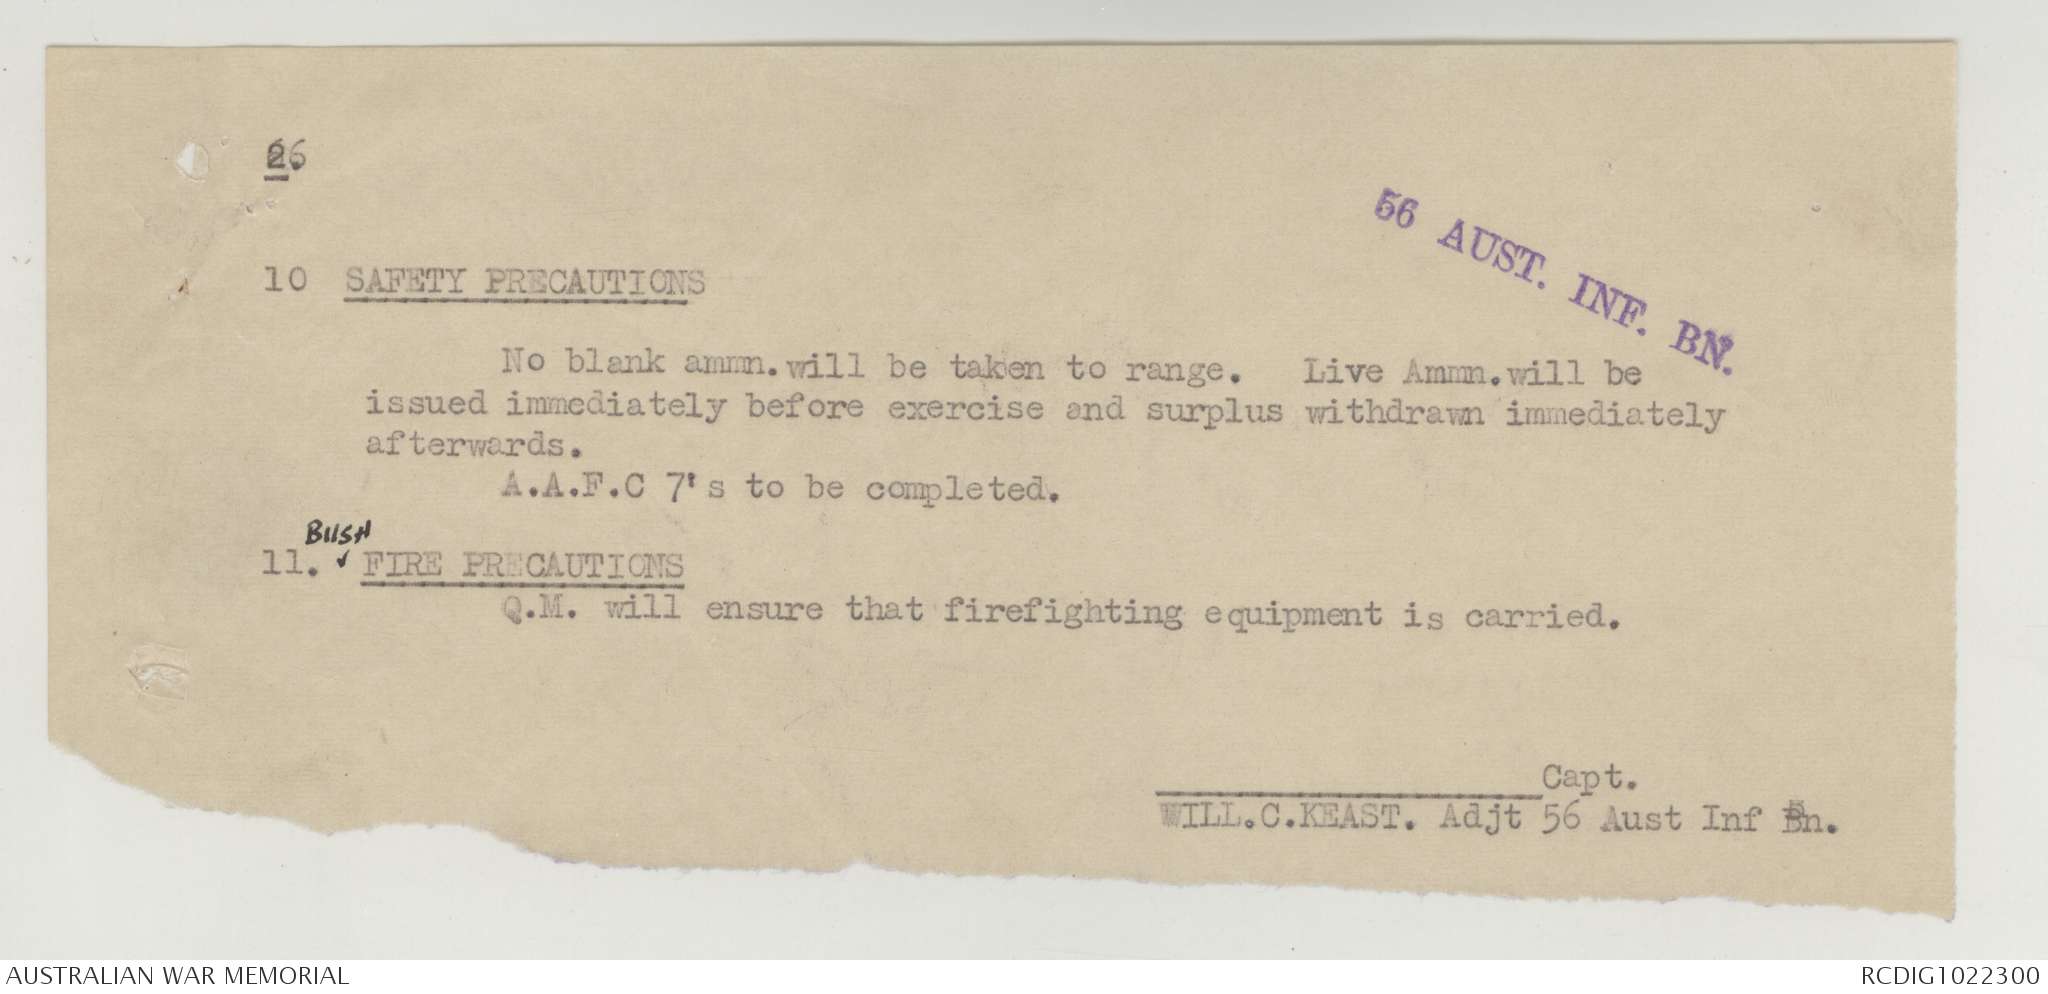 2.
56 AUST. INF. BN.
10 SAFETY PRECAUTIONS
No blank ammn.will be taken to range. Live Ammn.will be
issued immediately before exercise and surplus withdrawn immediately
afterwards.
A.A.F.C 7's to be completed.
BUSH
11. ✓ FIRE PRECAUTIONS
Q.M. will ensure that firefighting equipment is carried.
Capt.
WILL.C.KEAST. Adjt 56 Aust Inf Bn.
AUSTRALIAN WAR MEMORIAL
RCDIG1022300